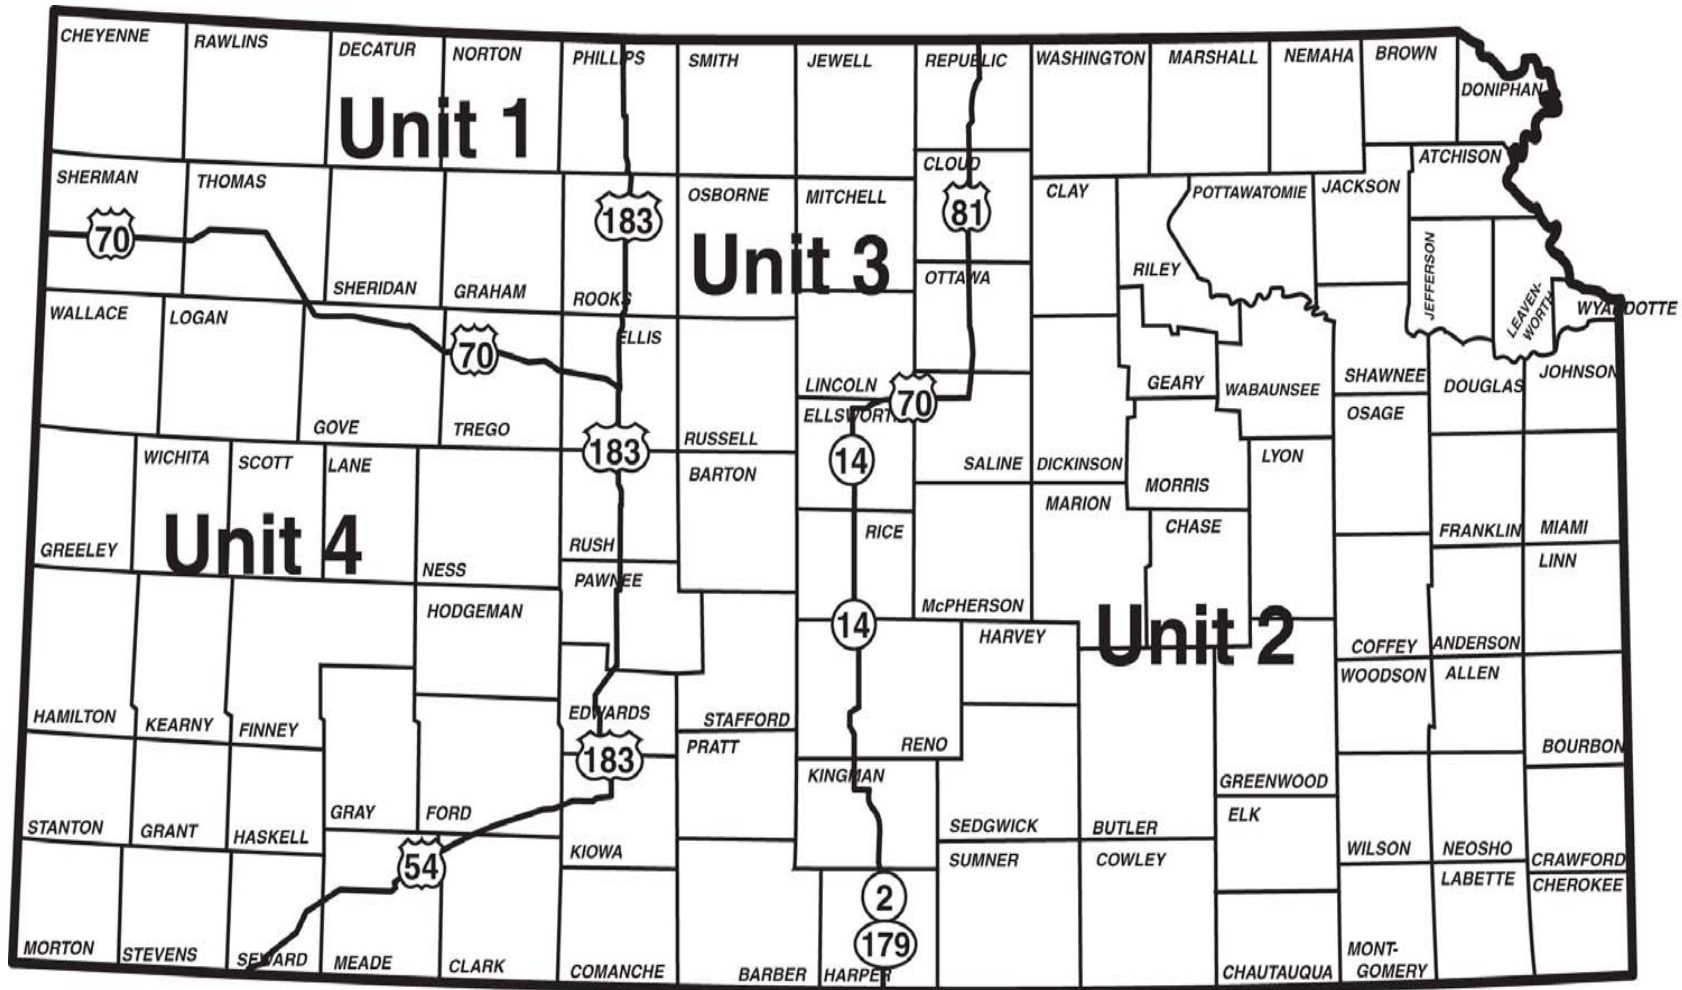 CHEYENNE
RAWLINS
DECATUR
NORTON
PHILLIPS
SMITH
JEWELL
REPUBLIC
WASHINGTON
MARSHALL
NEMAHA
BROWN
DONIPHAN
Unit 1
SHERMAN
THOMAS
SHERIDAN
GRAHAM
ROOKS
OSBORNE
MITCHELL
CLOUD
CLAY
RILEY
POTTAWATOMIE
JACKSON
ATCHISON
JEFFERSON
LEAVEN-
WORTH
WYANDOTTE
70
183
81
Unit 3
OTTAWA
WALLACE
LOGAN
GOVE
TREGO
ELLIS
70
RUSSELL
LINCOLN
70
ELLSWORTH
SALINE
DICKINSON
GEARY
WABAUNSEE
SHAWNEE
DOUGLAS
JOHNSON
OSAGE
183
14
WICHITA
SCOTT
LANE
GREELEY
Unit 4
NESS
RUSH
BARTON
RICE
MARION
MORRIS
CHASE
LYON
FRANKLIN
MIAMI
LINN
PAWNEE
HODGEMAN
14
McPHERSON
HARVEY
Unit 2
COFFEY
ANDERSON
WOODSON
ALLEN
HAMILTON
KEARNY
FINNEY
EDWARDS
STAFFORD
RENO
183
PRATT
KINGMAN
GREENWOOD
BOURBON
STANTON
GRANT
HASKELL
GRAY
FORD
KIOWA
SEDGWICK
BUTLER
ELK
WILSON
NEOSHO
CRAWFORD
54
2
179
SUMNER
COWLEY
LABETTE
CHEROKEE
MORTON
STEVENS
SEWARD
MEADE
CLARK
COMANCHE
BARBER
HARPER
CHAUTAUQUA
MONT-
GOMERY